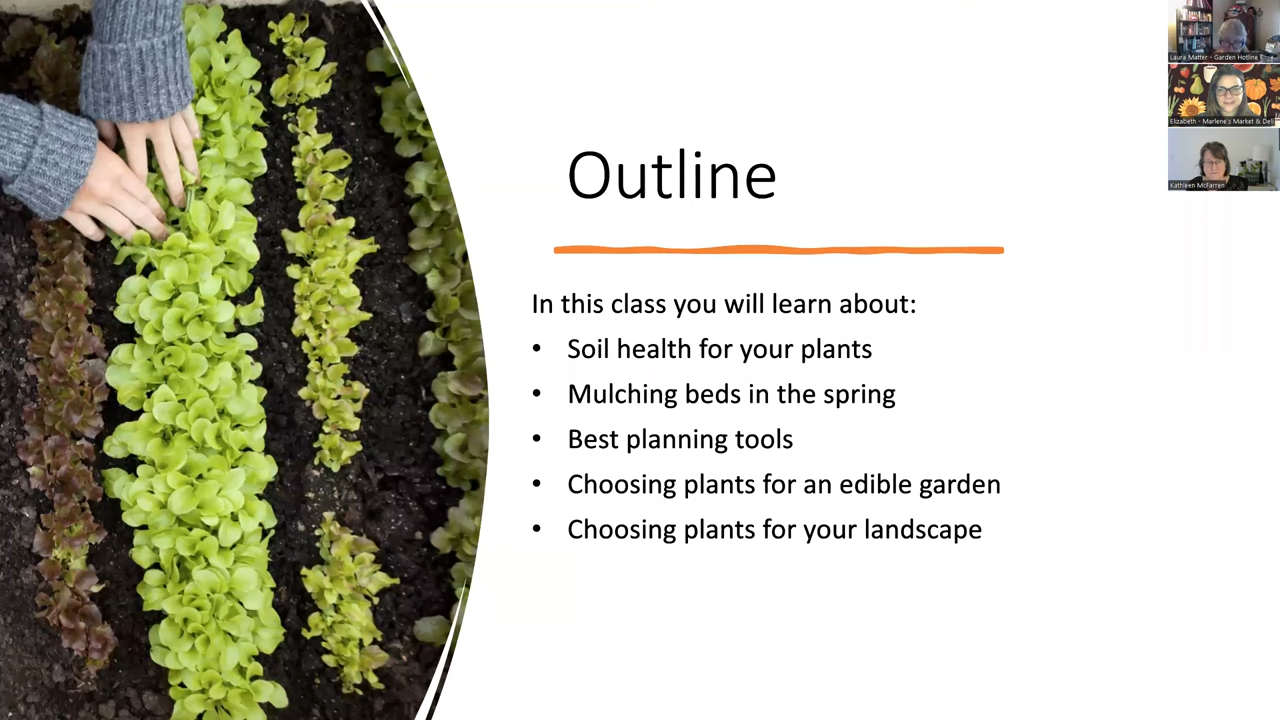 Outline
In this class you will learn about:
• Soil health for your plants
• Mulching beds in the spring
• Best planning tools
• Choosing plants for an edible garden
• Choosing plants for your landscape
Laura Matter - Garden Hotline
Elizabeth - Marlene's Market & Deli
Kathleen McFarren